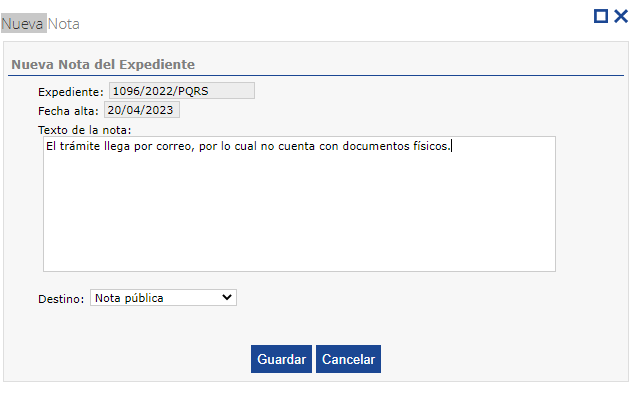 Nueva Nota
Nueva Nota del Expediente
Expediente: 1096/2022/PQRS
Fecha alta: 20/04/2023
Texto de la nota:
El trámite llega por correo, por lo cual no cuenta con documentos físicos.
Destino: Nota pública
Guardar Cancelar